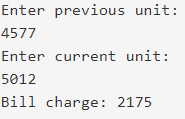 Enter previous unit:
4577
Enter current unit:
5012
Bill charge: 2175